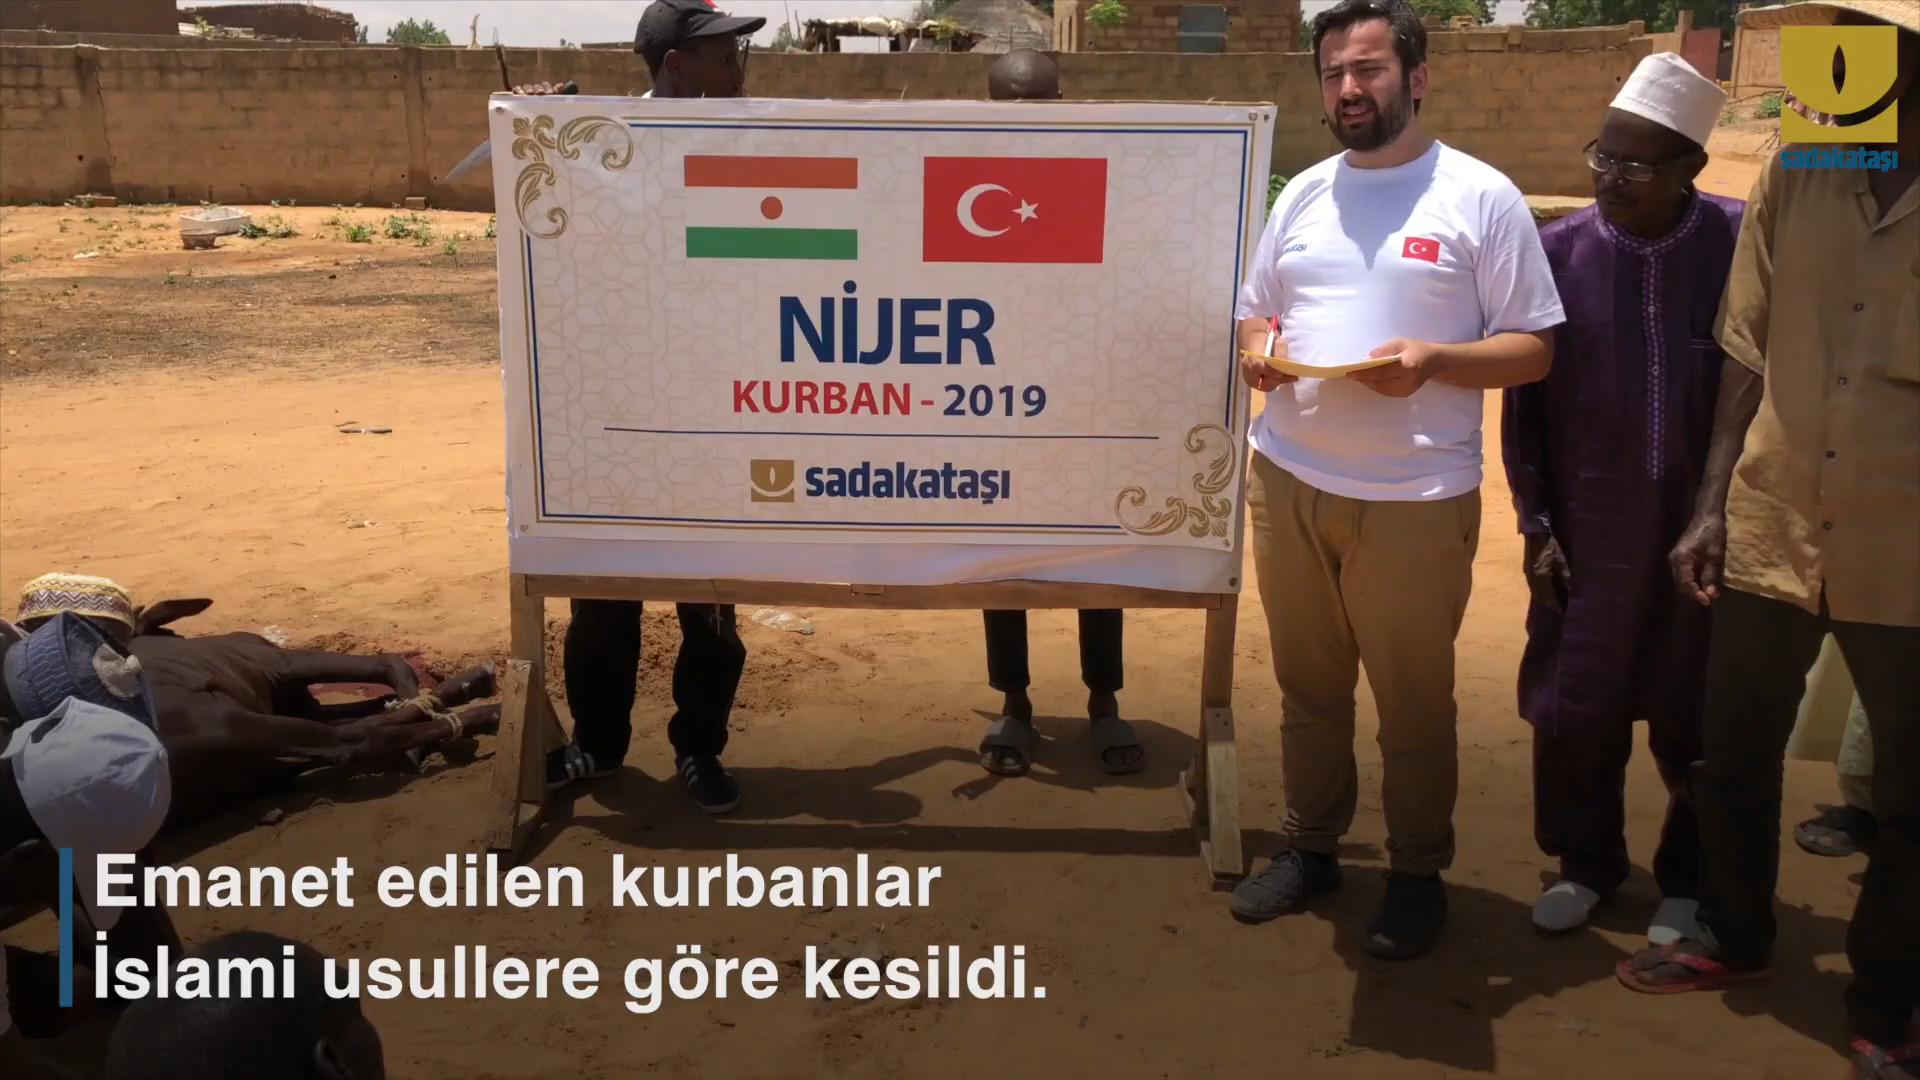 sadakataşı
NİJER
KURBAN - 2019
sadakataşı
Emanet edilen kurbanlar
İslami usullere göre kesildi.